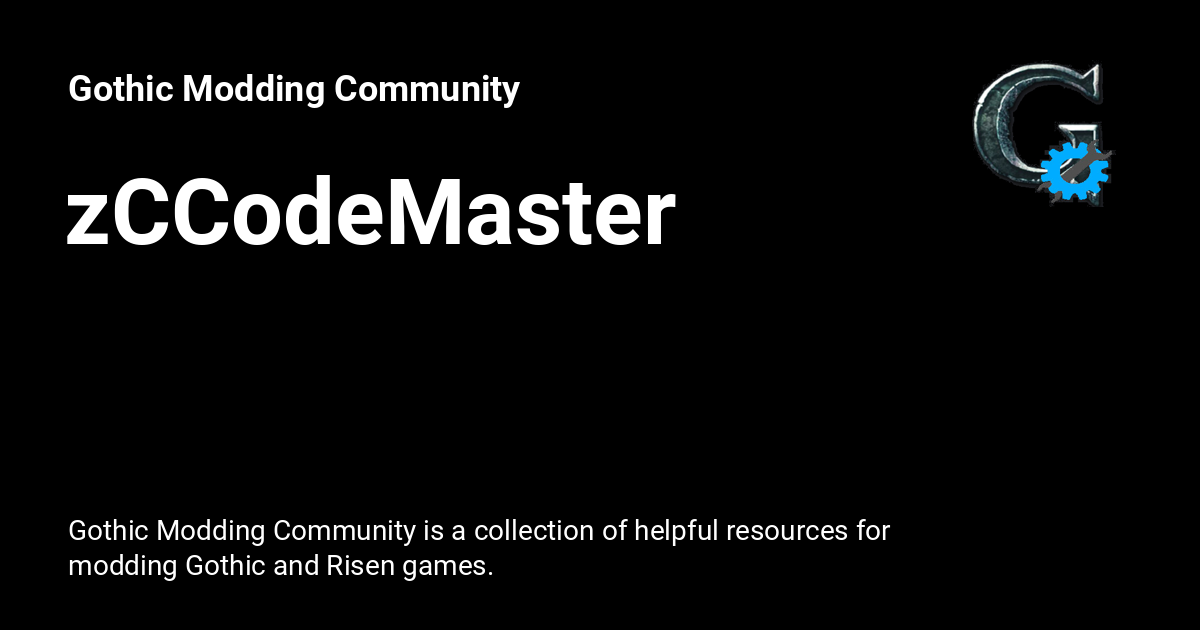 Gothic Modding Community
zCCodeMaster
Gothic Modding Community is a collection of helpful resources for
modding Gothic and Risen games.